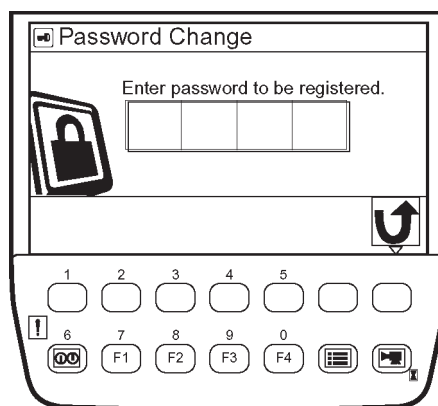 Password Change
Enter password to be registered.
1 2 3 4 5
6 7 8 9 0
F1 F2 F3 F4